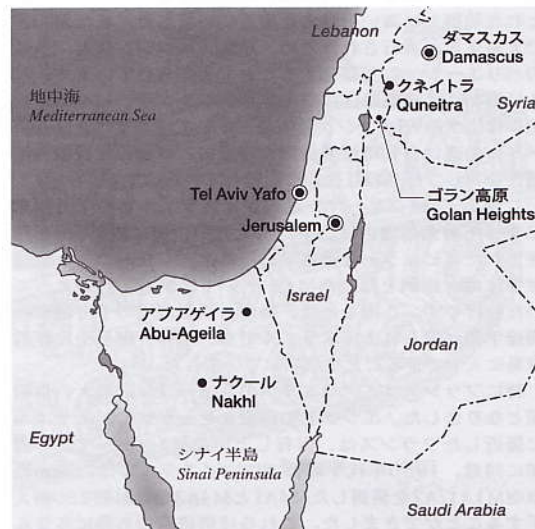 Lebanon
ダマスカス
Damascus
クネイトラ
Quneitra
地中海
Mediterranean Sea
Syria
Tel Aviv Yafo
ゴラン高原
Golan Heights
Jerusalem
Israel
アブアゲイラ
Abu-Ageila
Jordan
ナクール
Nakhl
Egypt
シナイ半島
Sinai Peninsula
Saudi Arabia